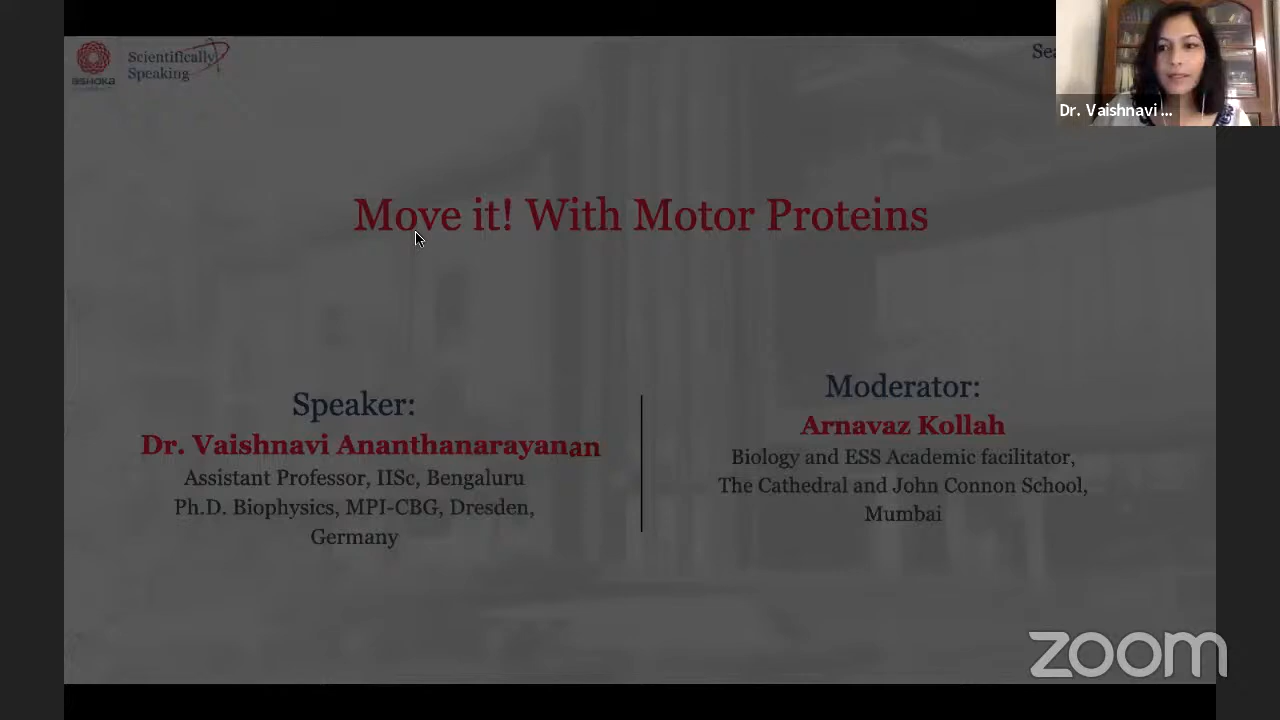 ASHOKA
Scientifically
Speaking
Dr. Vaishnavi ...
Move it! With Motor Proteins
Speaker:
Dr. Vaishnavi Ananthanarayanan
Assistant Professor, IISc, Bengaluru
Ph.D. Biophysics, MPI-CBG, Dresden,
Germany
Moderator:
Arnavaz Kollah
Biology and ESS Academic facilitator,
The Cathedral and John Connon School,
Mumbai
zoom